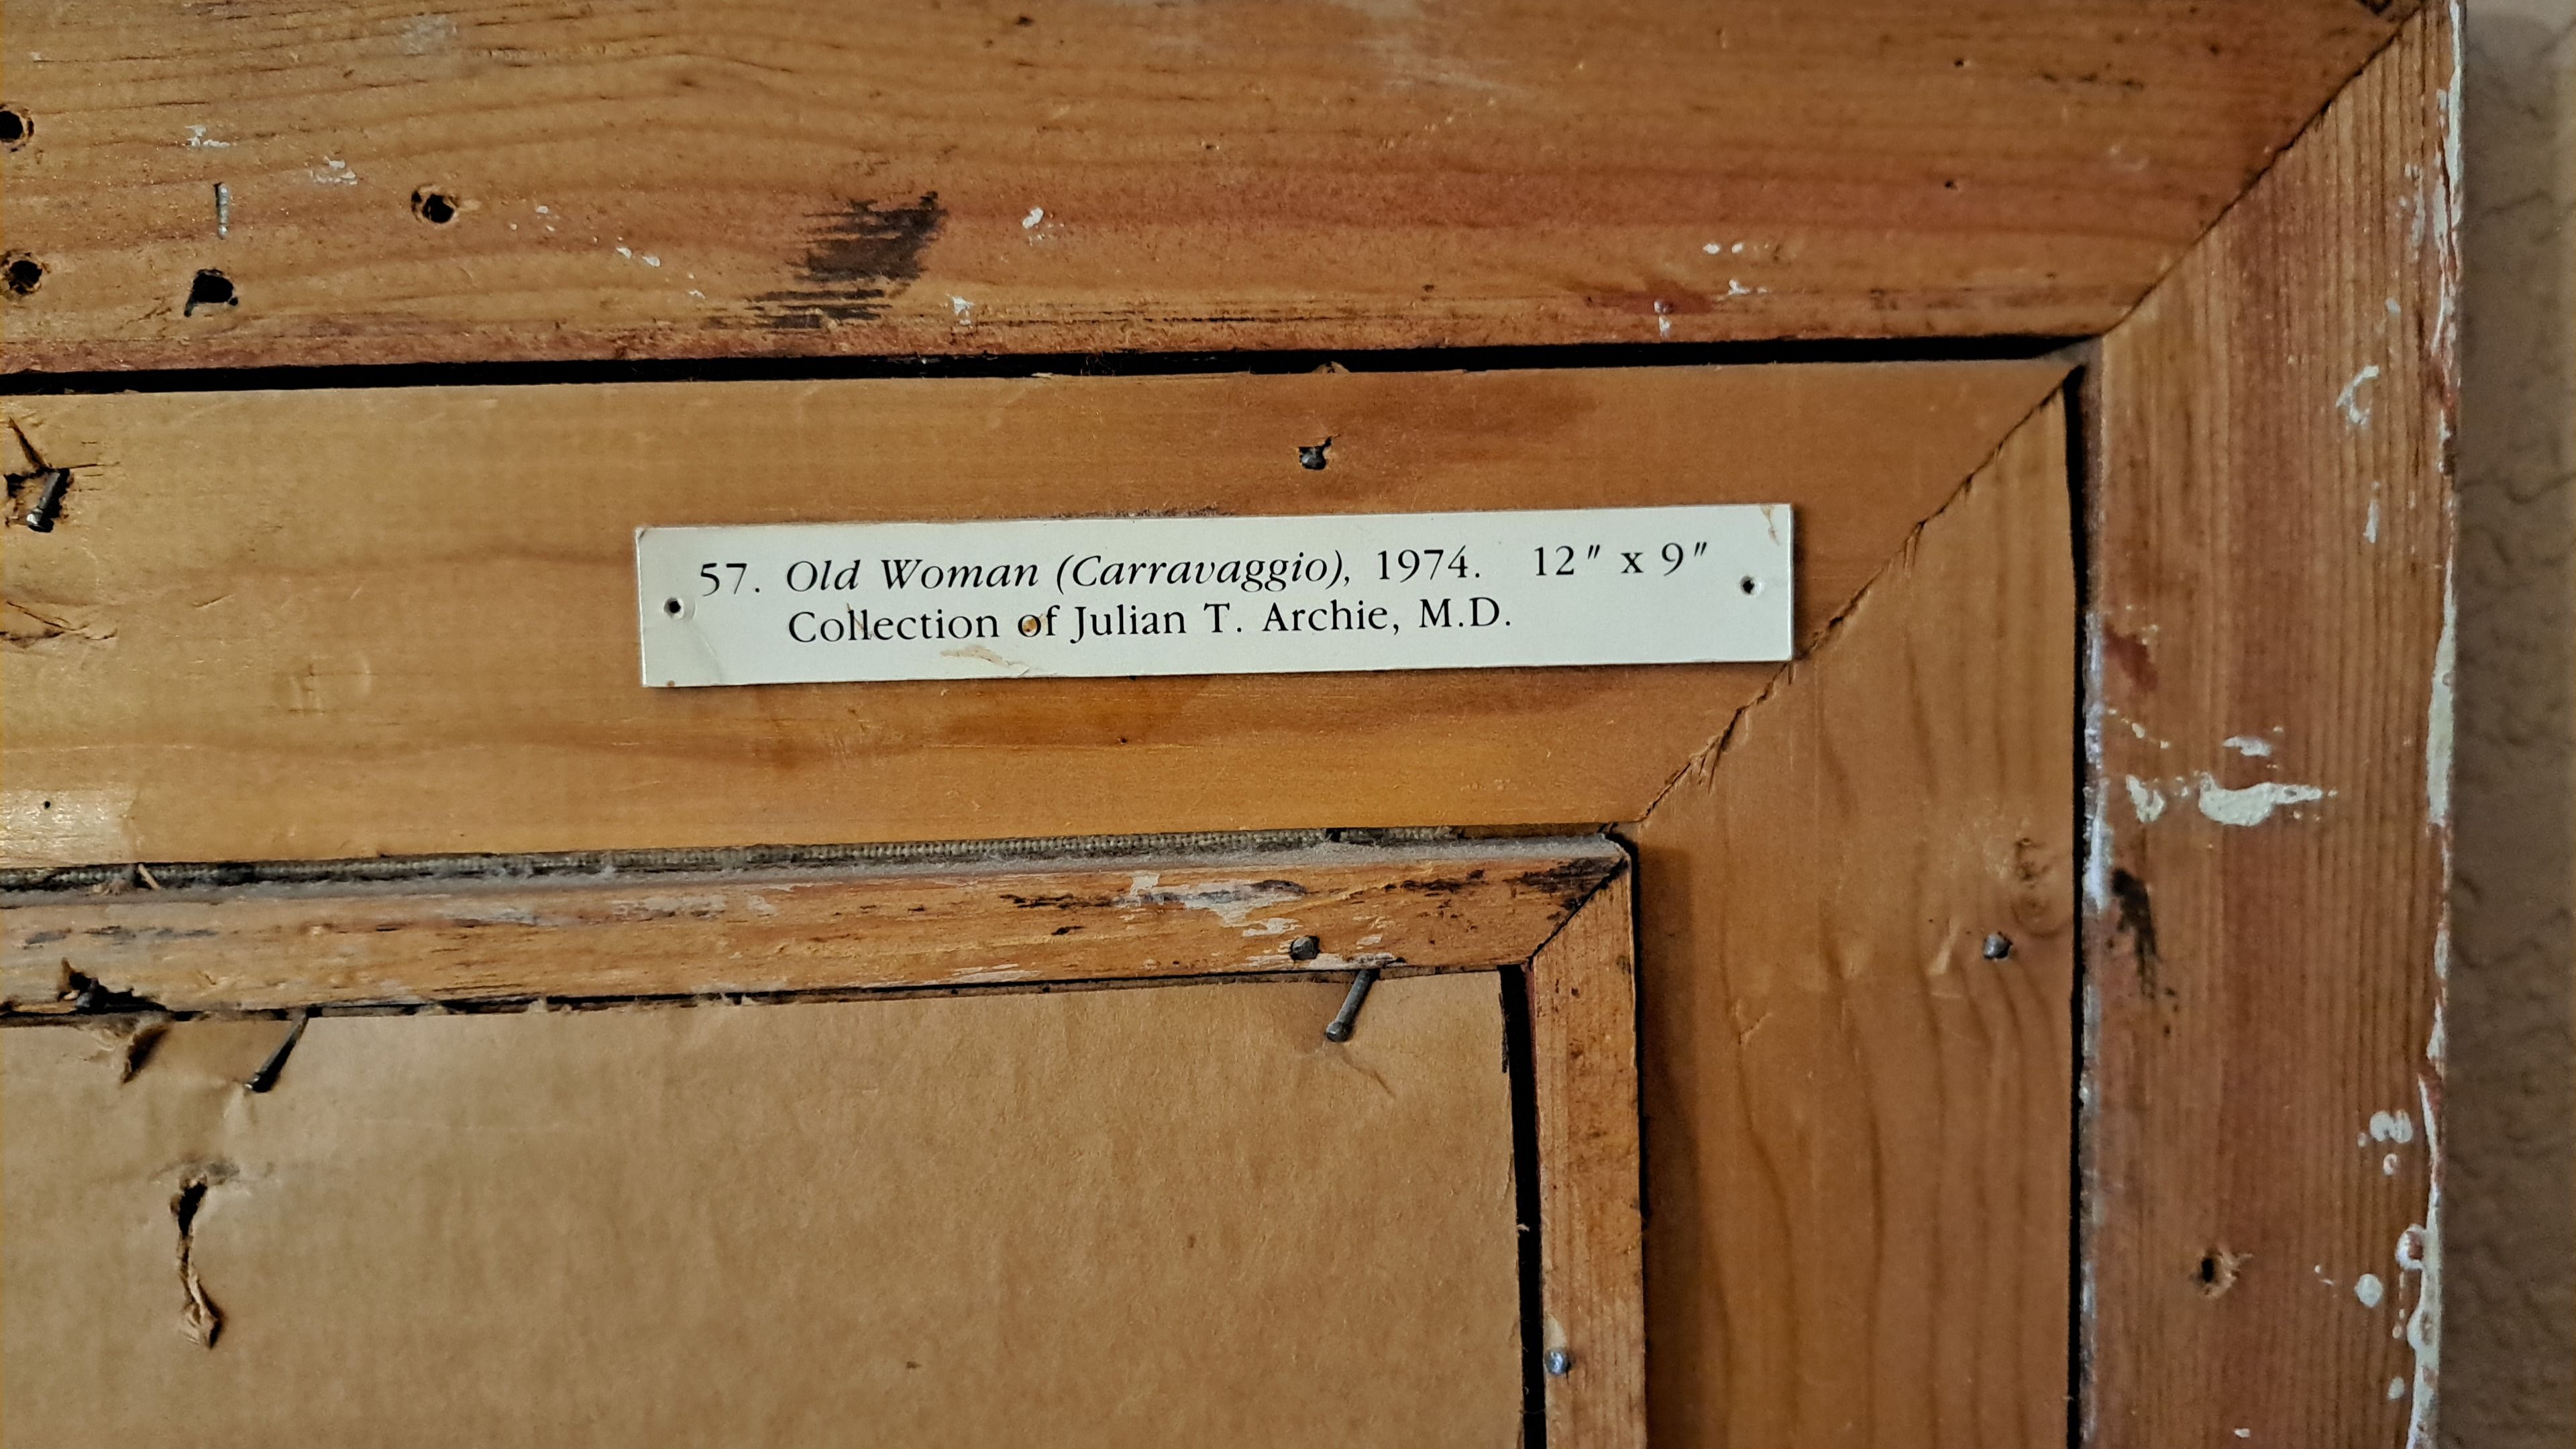 57. Old Woman (Carravaggio), 1974. 12" x 9"
Collection of Julian T. Archie, M.D.